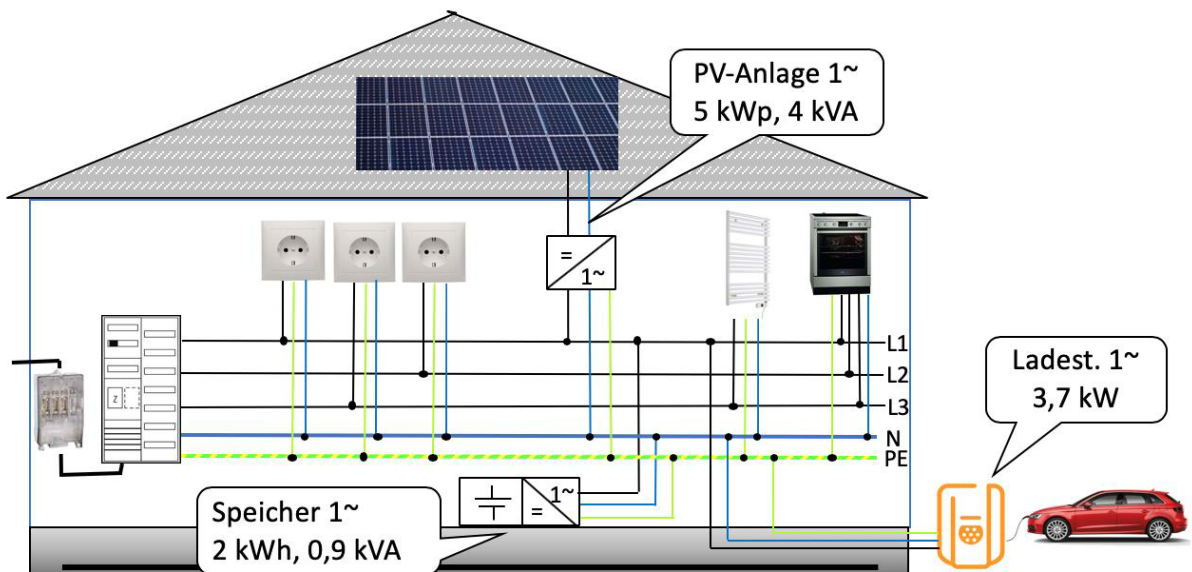 PV-Anlage 1~
5 kWp, 4 kVA
=
1~
L1
L2
L3
N
PE
Z
Ladest. 1~
3,7 kW
1~
=
Speicher 1~
2 kWh, 0,9 kVA